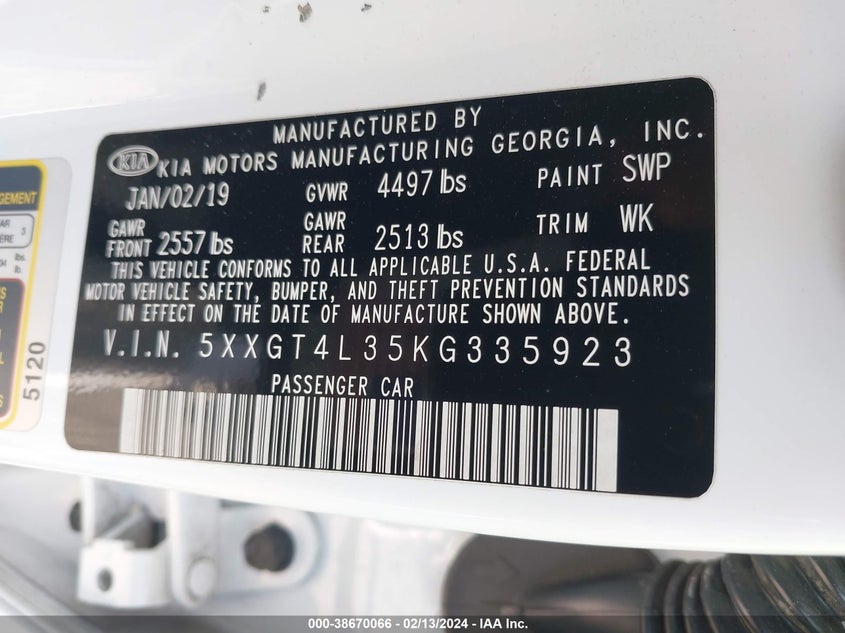 MANUFACTURED BY
KIA KIA MOTORS MANUFACTURING GEORGIA, INC.
JAN/02/19 GVWR 4497 lbs PAINT SWP
GAWR FRONT 2557 lbs GAWR REAR 2513 lbs TRIM WK
THIS VEHICLE CONFORMS TO ALL APPLICABLE U.S.A. FEDERAL
MOTOR VEHICLE SAFETY, BUMPER, AND THEFT PREVENTION STANDARDS
IN EFFECT ON THE DATE OF MANUFACTURE SHOWN ABOVE.
V.I.N. 5XXGT4L35KG335923
PASSENGER CAR
5120
000-38670066 - 02/13/2024 - IAA Inc.